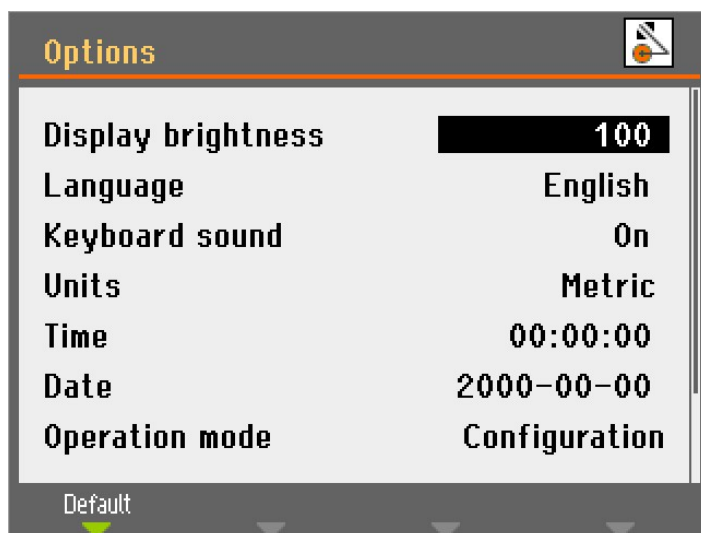 Options
Display brightness 100
Language English
Keyboard sound On
Units Metric
Time 00:00:00
Date 2000-00-00
Operation mode Configuration
Default